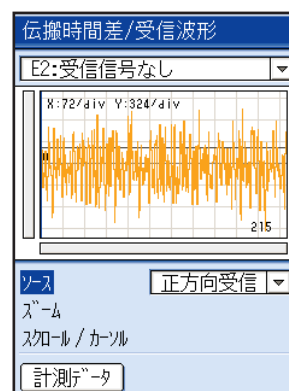 伝搬時間差/受信波形
E2:受信信号なし
X:72/div Y:324/div
215
ｿｰｽ 正方向受信
ｽﾞｰﾑ
ｽｸﾛｰﾙ / ｶｰｿﾙ
計測ﾃﾞｰﾀ